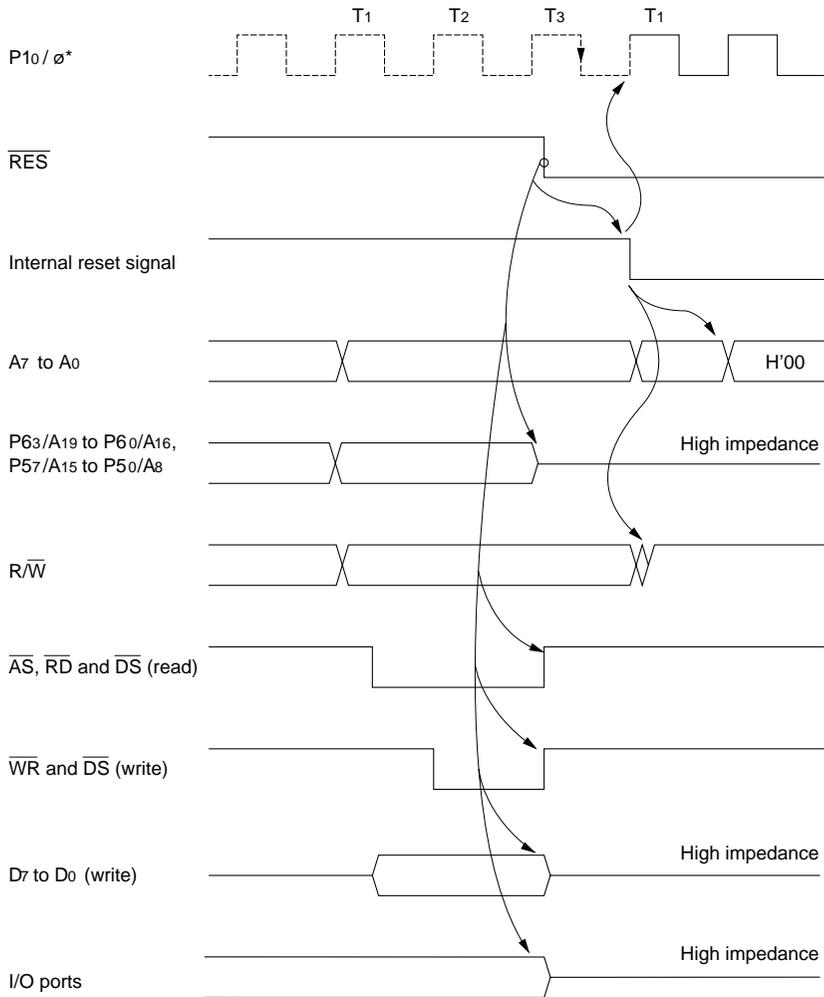 T1 T2 T3 T1
P10 / ø*
RES
Internal reset signal
A7 to A0 H'00
P63/A19 to P60/A16, High impedance
P57/A15 to P50/A8
R/W
AS, RD and DS (read)
WR and DS (write)
High impedance
D7 to D0 (write)
High impedance
I/O ports